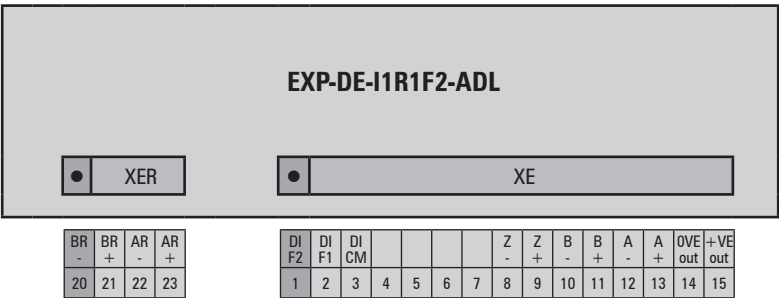 EXP-DE-I1R1F2-ADL
XER XE
BR BR AR AR DI DI DI Z Z B B A A 0VE +VE
- + - + F2 F1 CM - + - + - + out out
20 21 22 23 1 2 3 4 5 6 7 8 9 10 11 12 13 14 15